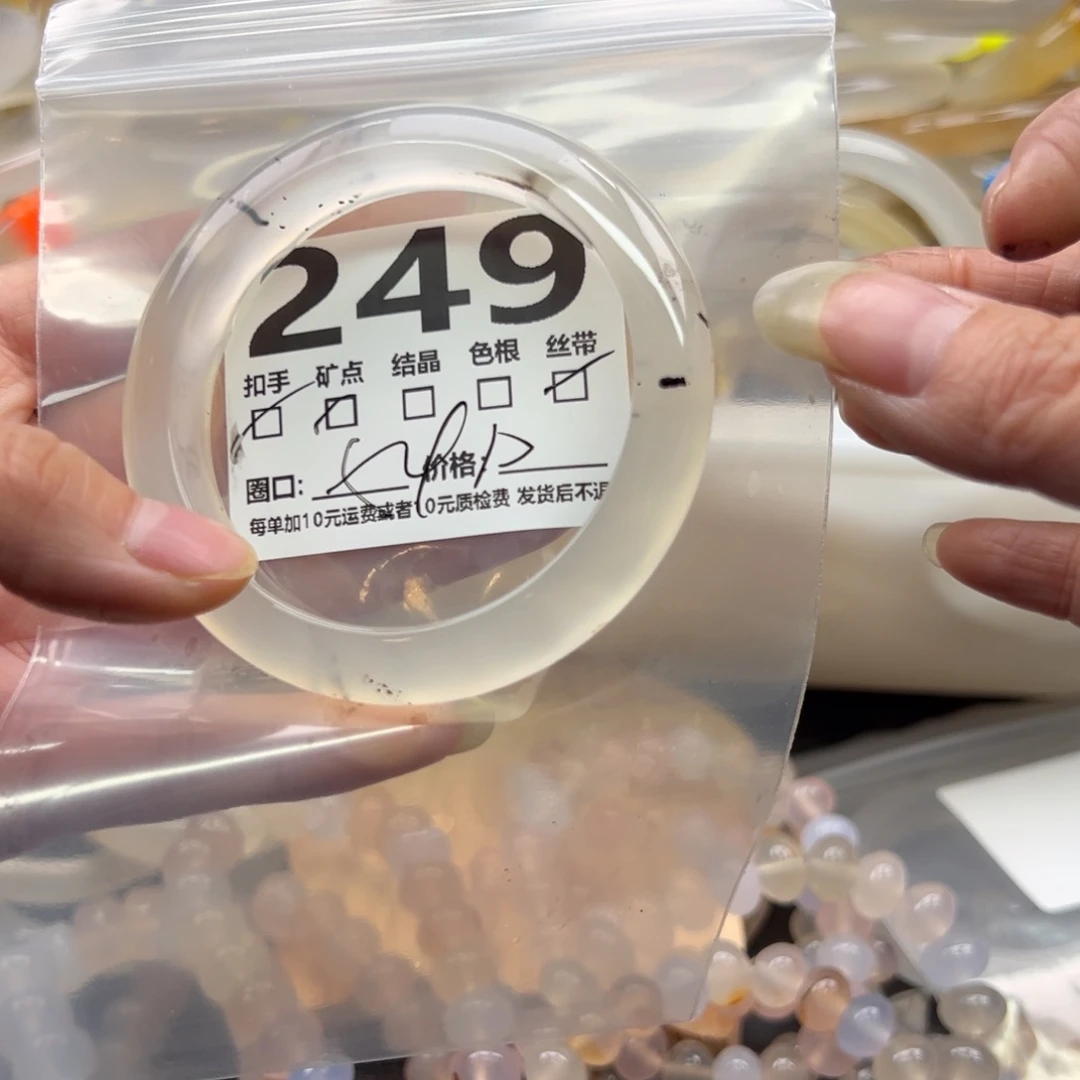 249
扣手 矿点 结晶 色根 丝带
圈口: 价格:
每单加10元运费或者10元质检费 发货后不退